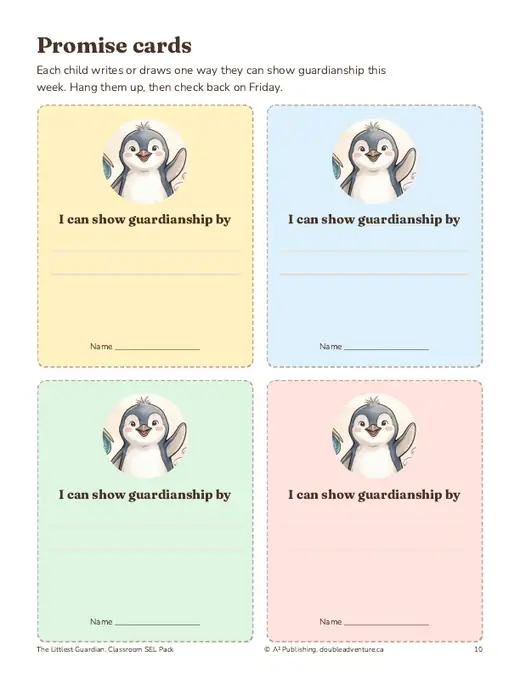 Promise cards
Each child writes or draws one way they can show guardianship this
week. Hang them up, then check back on Friday.
I can show guardianship by
Name
I can show guardianship by
Name
I can show guardianship by
Name
I can show guardianship by
Name
The Littlest Guardian, Classroom SEL Pack
© A² Publishing, doubleadventure.ca
10